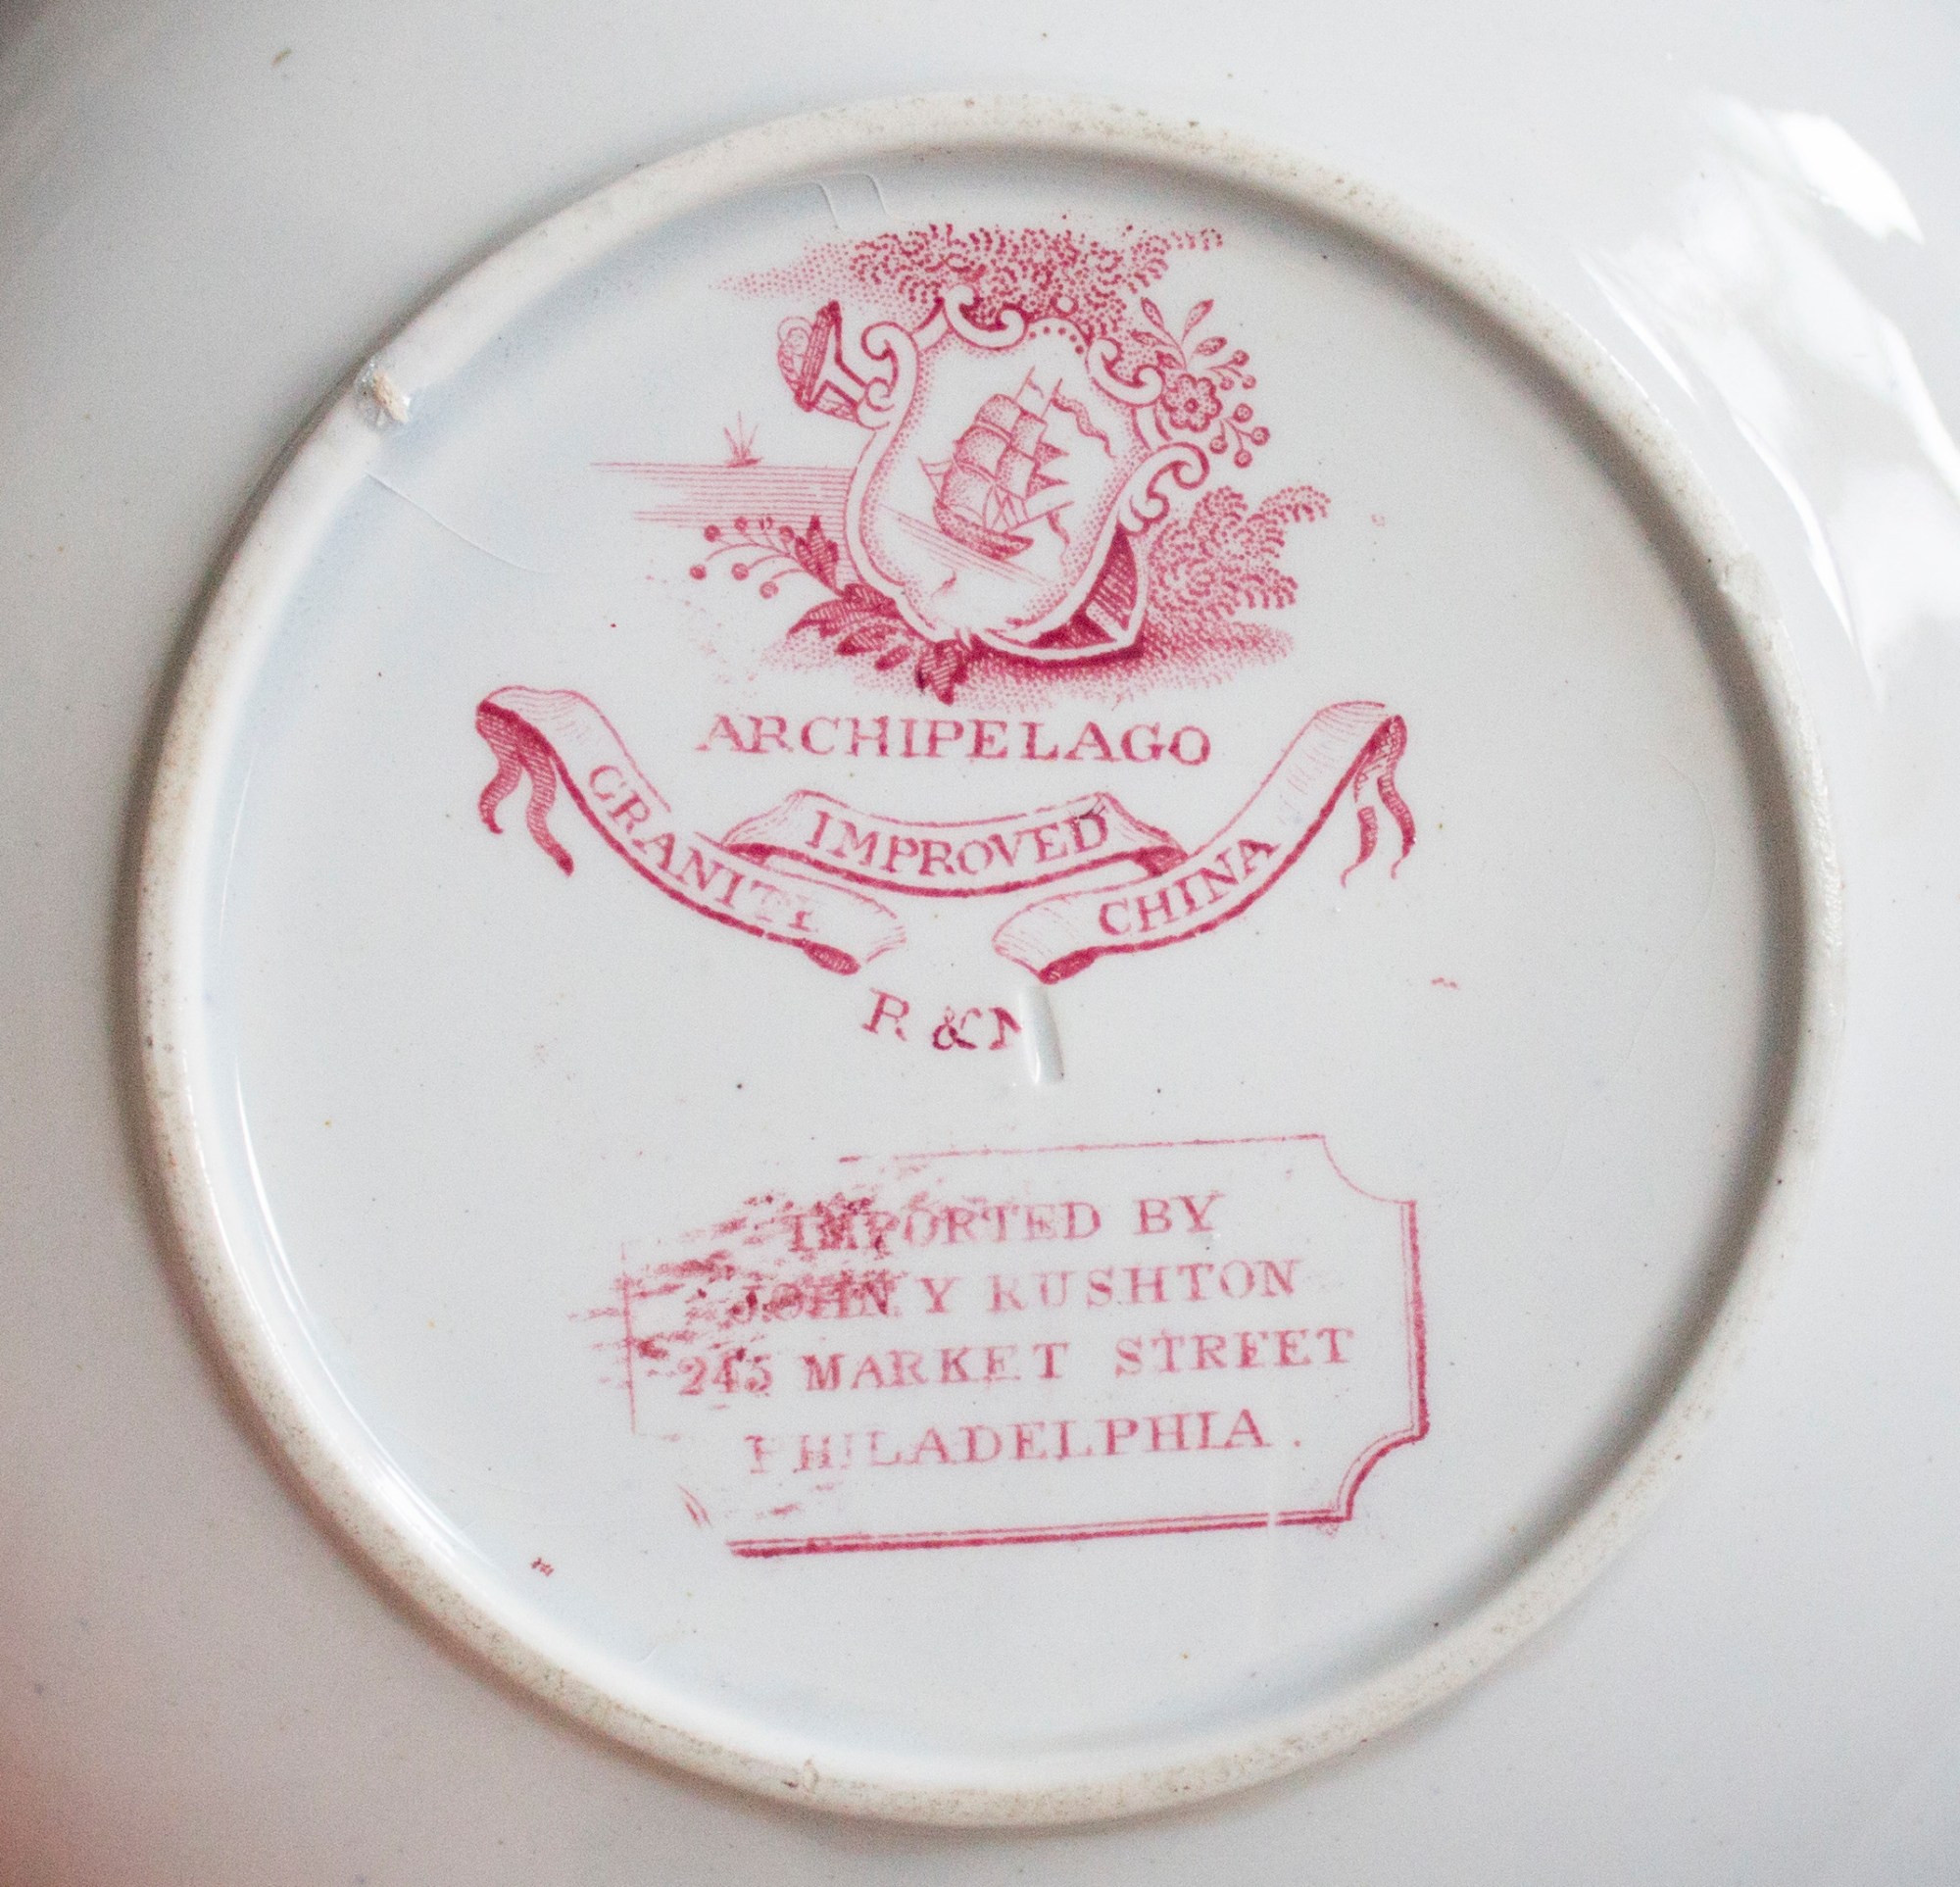 ARCHIPELAGO
GRANITE IMPROVED CHINA
R & M
IMPORTED BY
JOHN Y RUSHTON
245 MARKET STREET
PHILADELPHIA.